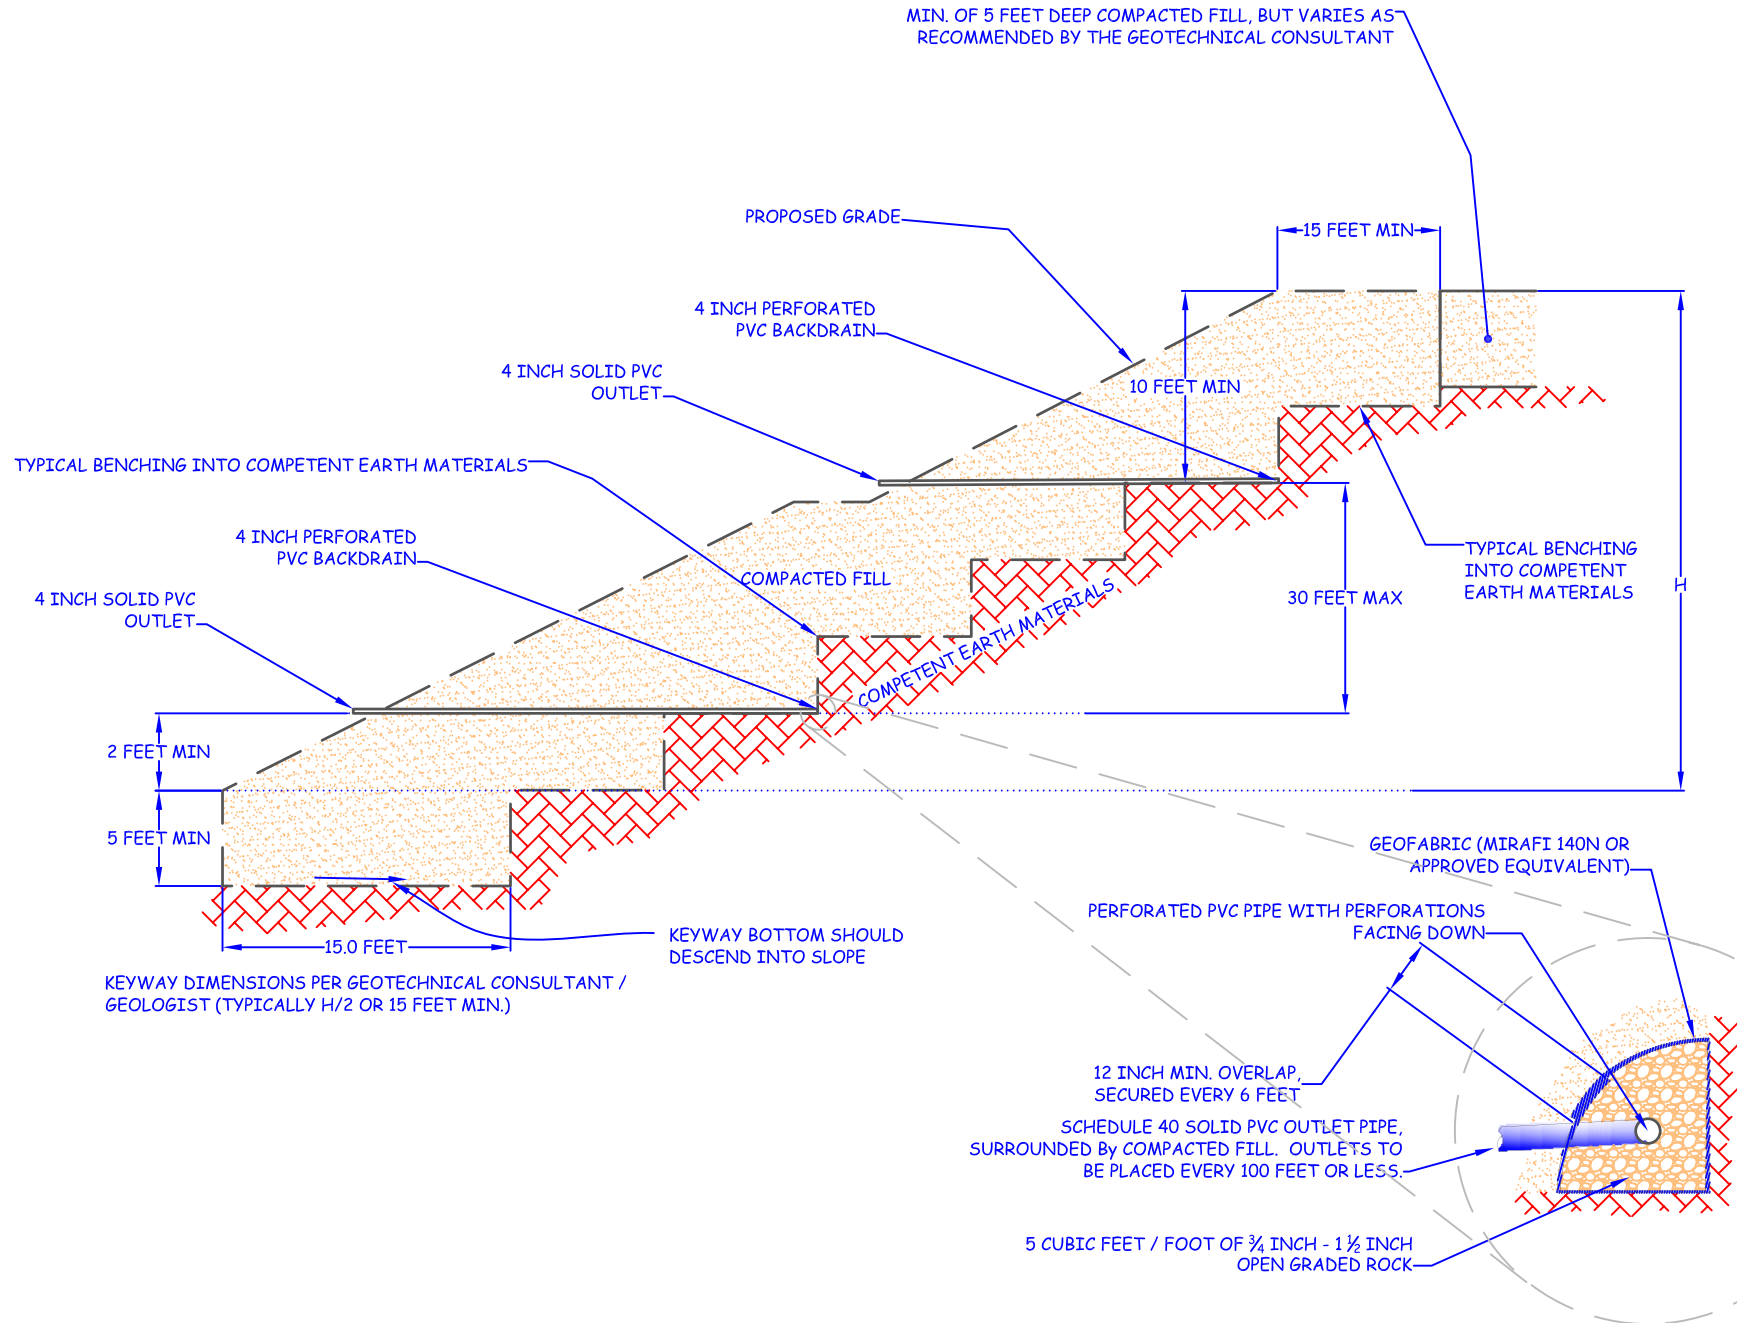 MIN. OF 5 FEET DEEP COMPACTED FILL, BUT VARIES AS
RECOMMENDED BY THE GEOTECHNICAL CONSULTANT
PROPOSED GRADE
15 FEET MIN
4 INCH PERFORATED
PVC BACKDRAIN
4 INCH SOLID PVC
OUTLET
10 FEET MIN
TYPICAL BENCHING INTO COMPETENT EARTH MATERIALS
4 INCH PERFORATED
PVC BACKDRAIN
COMPACTED FILL
TYPICAL BENCHING
INTO COMPETENT
EARTH MATERIALS
H
30 FEET MAX
4 INCH SOLID PVC
OUTLET
COMPETENT EARTH MATERIALS
2 FEET MIN
5 FEET MIN
15.0 FEET
KEYWAY BOTTOM SHOULD
DESCEND INTO SLOPE
KEYWAY DIMENSIONS PER GEOTECHNICAL CONSULTANT /
GEOLOGIST (TYPICALLY H/2 OR 15 FEET MIN.)
GEOFABRIC (MIRAFI 140N OR
APPROVED EQUIVALENT)
PERFORATED PVC PIPE WITH PERFORATIONS
FACING DOWN
12 INCH MIN. OVERLAP,
SECURED EVERY 6 FEET
SCHEDULE 40 SOLID PVC OUTLET PIPE,
SURROUNDED By COMPACTED FILL.  OUTLETS TO
BE PLACED EVERY 100 FEET OR LESS.
5 CUBIC FEET / FOOT OF ¾ INCH - 1 ½ INCH
OPEN GRADED ROCK